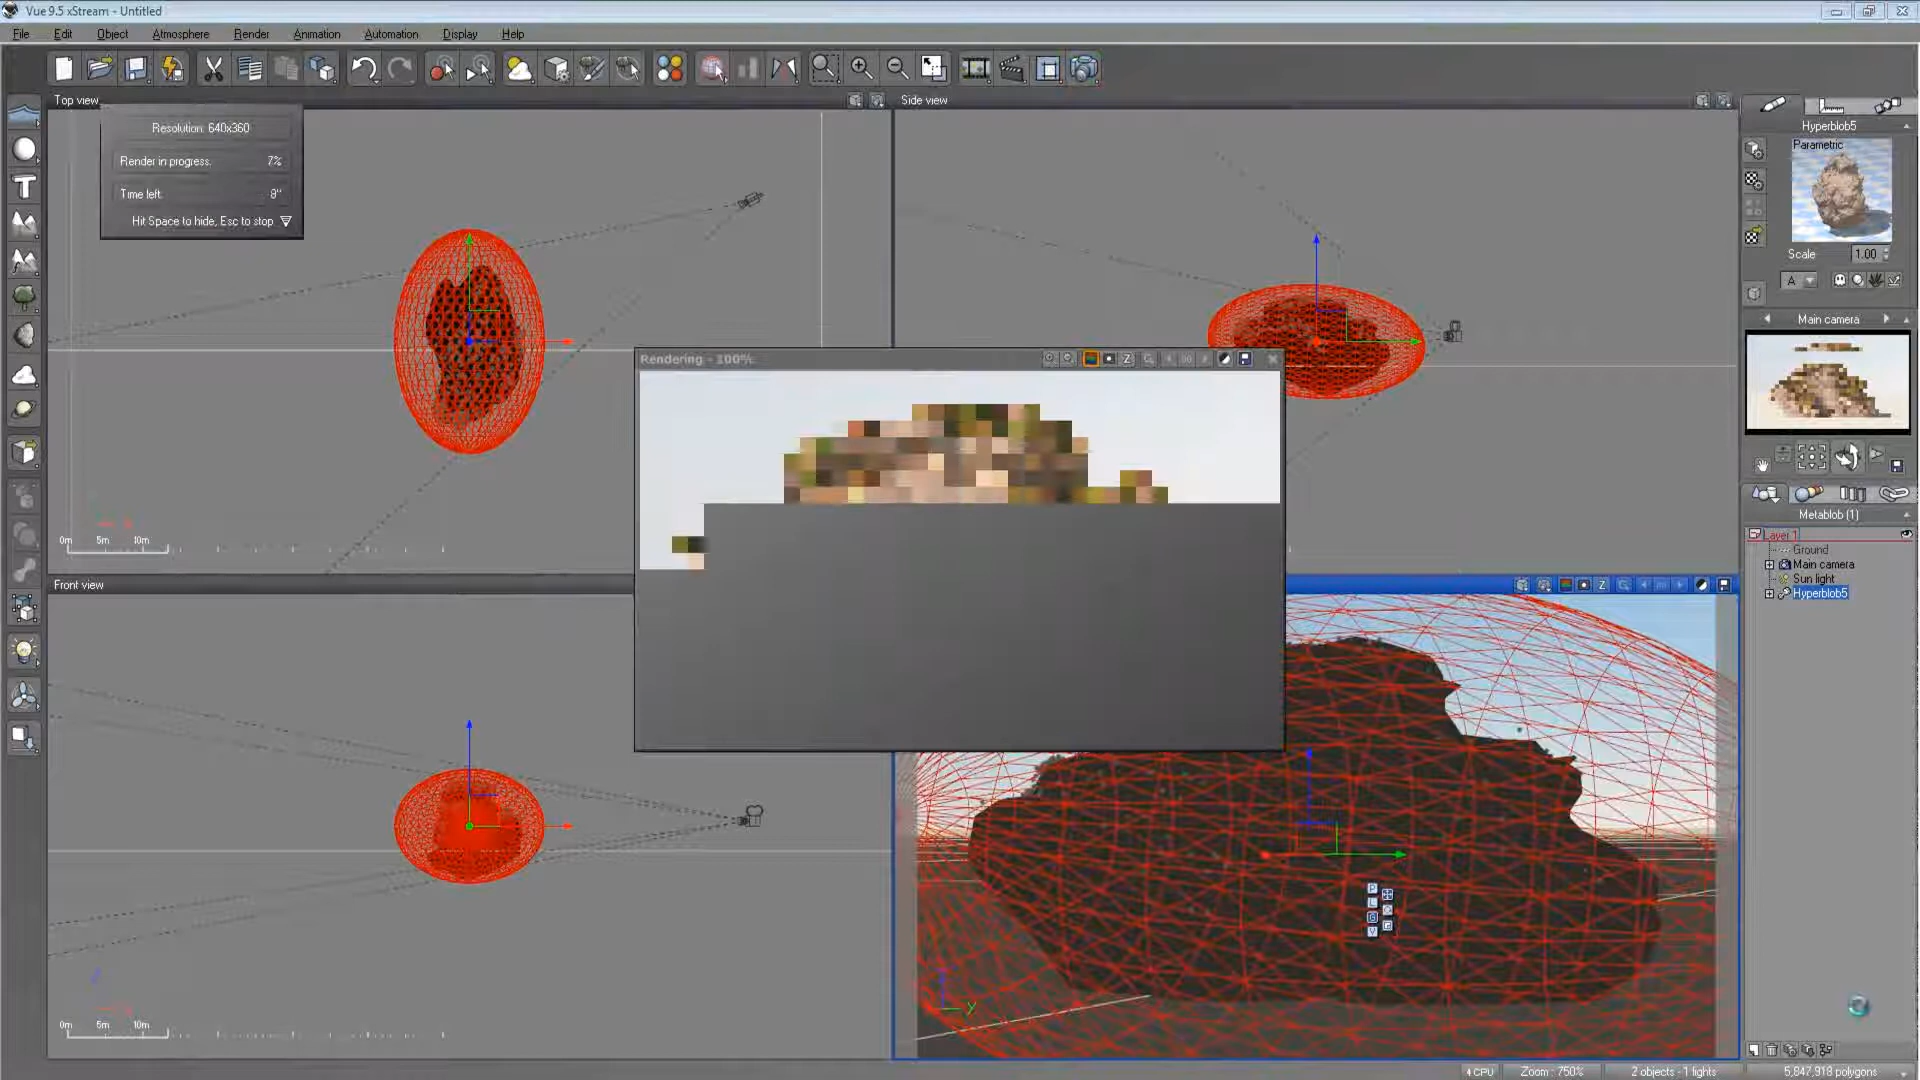 Vue 9.5 xStream - Untitled
File Edit Object Atmosphere Render Animation Automation Display Help
Top view
Side view
Resolution: 640x360
Render in progress. 7%
Time left. 8"
Hit Space to hide, Esc to stop
0m 5m 10m
Rendering - 100%
Z
Front view
0m 5m 10m
Z
P
L
G
V
Y
Hyperblob5
Parametric
Scale 1.00
A
Main camera
Metablob (1)
Layer 1
Ground
Main camera
Sun light
Hyperblob5
4 CPU
Zoom : 750%
2 objects - 1 lights
5,847,918 polygons